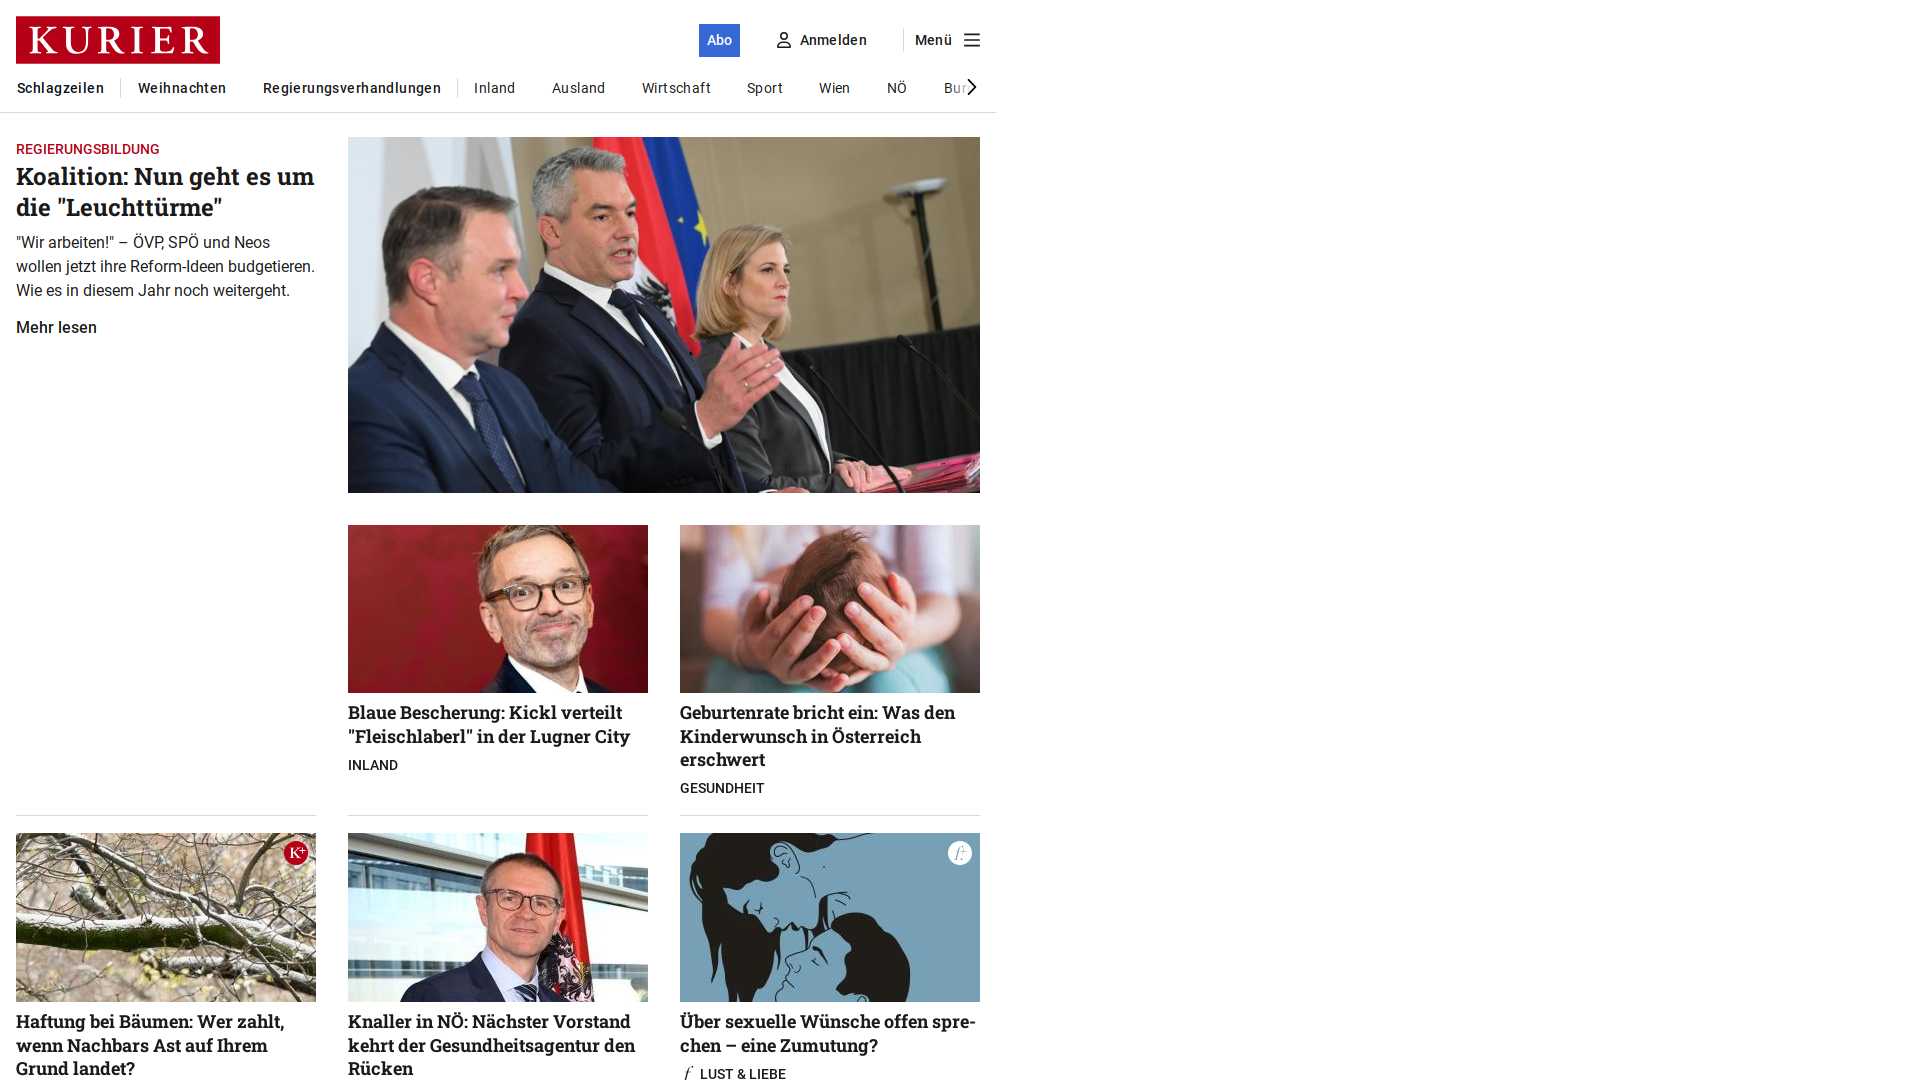 KURIER
Abo
Anmelden
Menü
Schlagzeilen
Weihnachten
Regierungsverhandlungen
Inland
Ausland
Wirtschaft
Sport
Wien
NÖ
Bur
REGIERUNGSBILDUNG
Koalition: Nun geht es um
die "Leuchttürme"
"Wir arbeiten!" – ÖVP, SPÖ und Neos
wollen jetzt ihre Reform-Ideen budgetieren.
Wie es in diesem Jahr noch weitergeht.
Mehr lesen
Blaue Bescherung: Kickl verteilt
"Fleischlaberl" in der Lugner City
INLAND
Geburtenrate bricht ein: Was den
Kinderwunsch in Österreich
erschwert
GESUNDHEIT
K+
Haftung bei Bäumen: Wer zahlt,
wenn Nachbars Ast auf Ihrem
Grund landet?
Knaller in NÖ: Nächster Vorstand
kehrt der Gesundheitsagentur den
Rücken
f+
Über sexuelle Wünsche offen spre-
chen – eine Zumutung?
f LUST & LIEBE